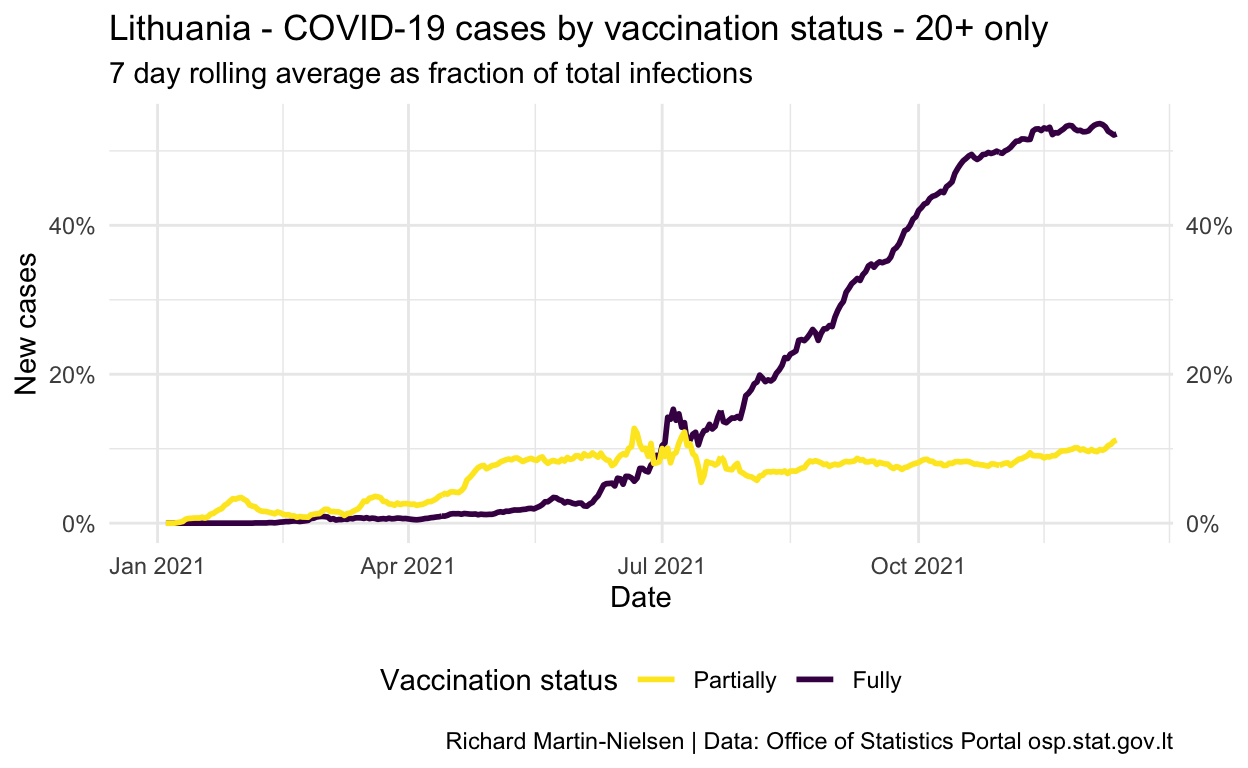 Lithuania - COVID-19 cases by vaccination status - 20+ only
7 day rolling average as fraction of total infections
New cases
40%
40%
20%
20%
0%
0%
Jan 2021
Apr 2021
Jul 2021
Oct 2021
Date
Vaccination status
Partially
Fully
Richard Martin-Nielsen | Data: Office of Statistics Portal osp.stat.gov.lt